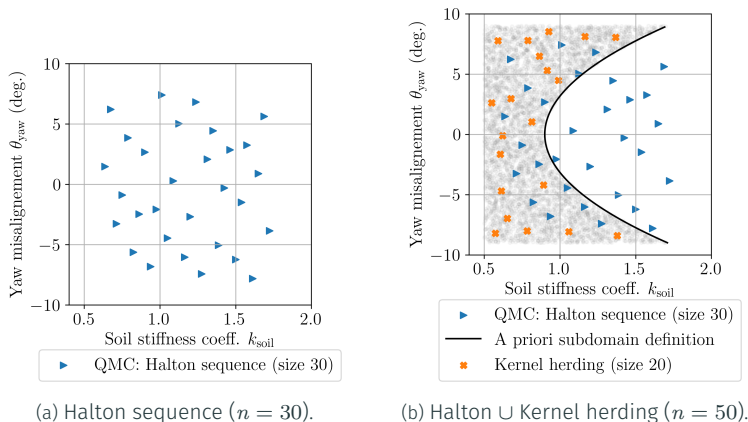 10
5
0
−5
−10
Yaw misalignement θyaw (deg.)
0.5 1.0 1.5 2.0
Soil stiffness coeff. ksoil
QMC: Halton sequence (size 30)
(a) Halton sequence (n = 30).
10
5
0
−5
−10
Yaw misalignement θyaw (deg.)
0.5 1.0 1.5 2.0
Soil stiffness coeff. ksoil
QMC: Halton sequence (size 30)
A priori subdomain definition
Kernel herding (size 20)
(b) Halton ∪ Kernel herding (n = 50).